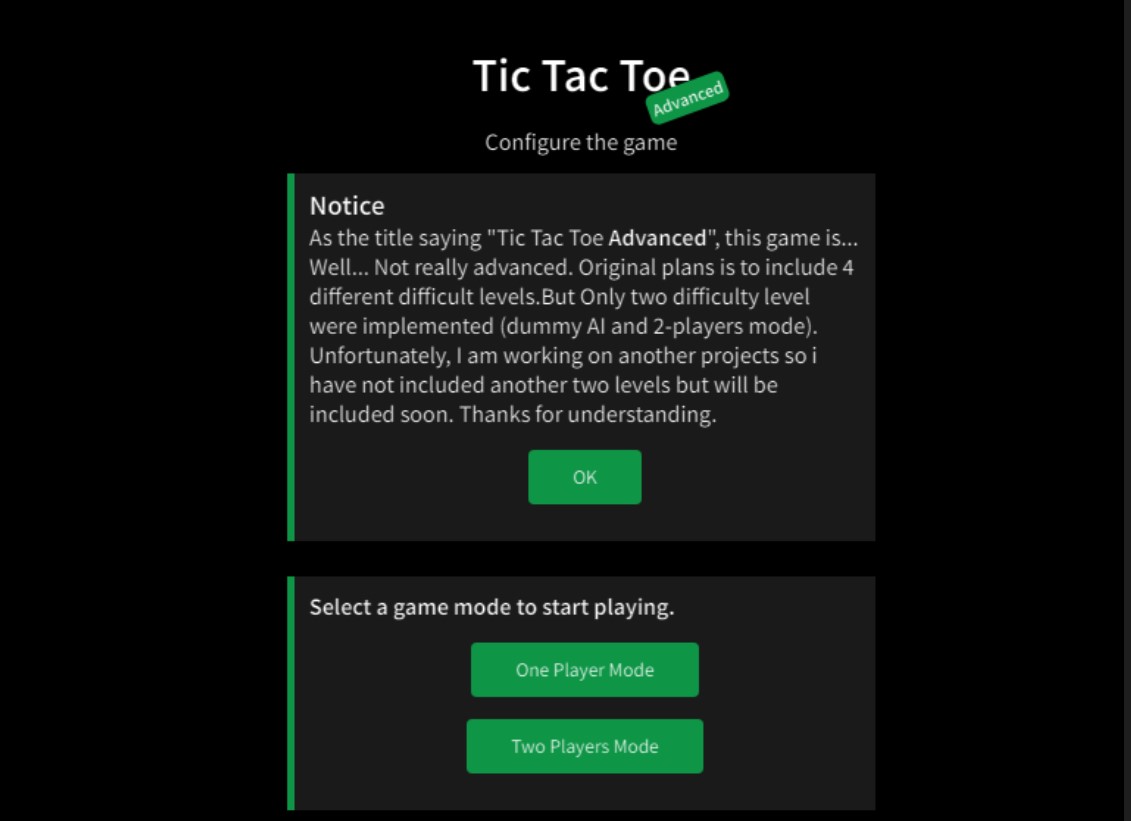 Tic Tac Toe
Advanced
Configure the game
Notice
As the title saying "Tic Tac Toe Advanced", this game is...
Well... Not really advanced. Original plans is to include 4
different difficult levels.But Only two difficulty level
were implemented (dummy AI and 2-players mode).
Unfortunately, I am working on another projects so i
have not included another two levels but will be
included soon. Thanks for understanding.
OK
Select a game mode to start playing.
One Player Mode
Two Players Mode